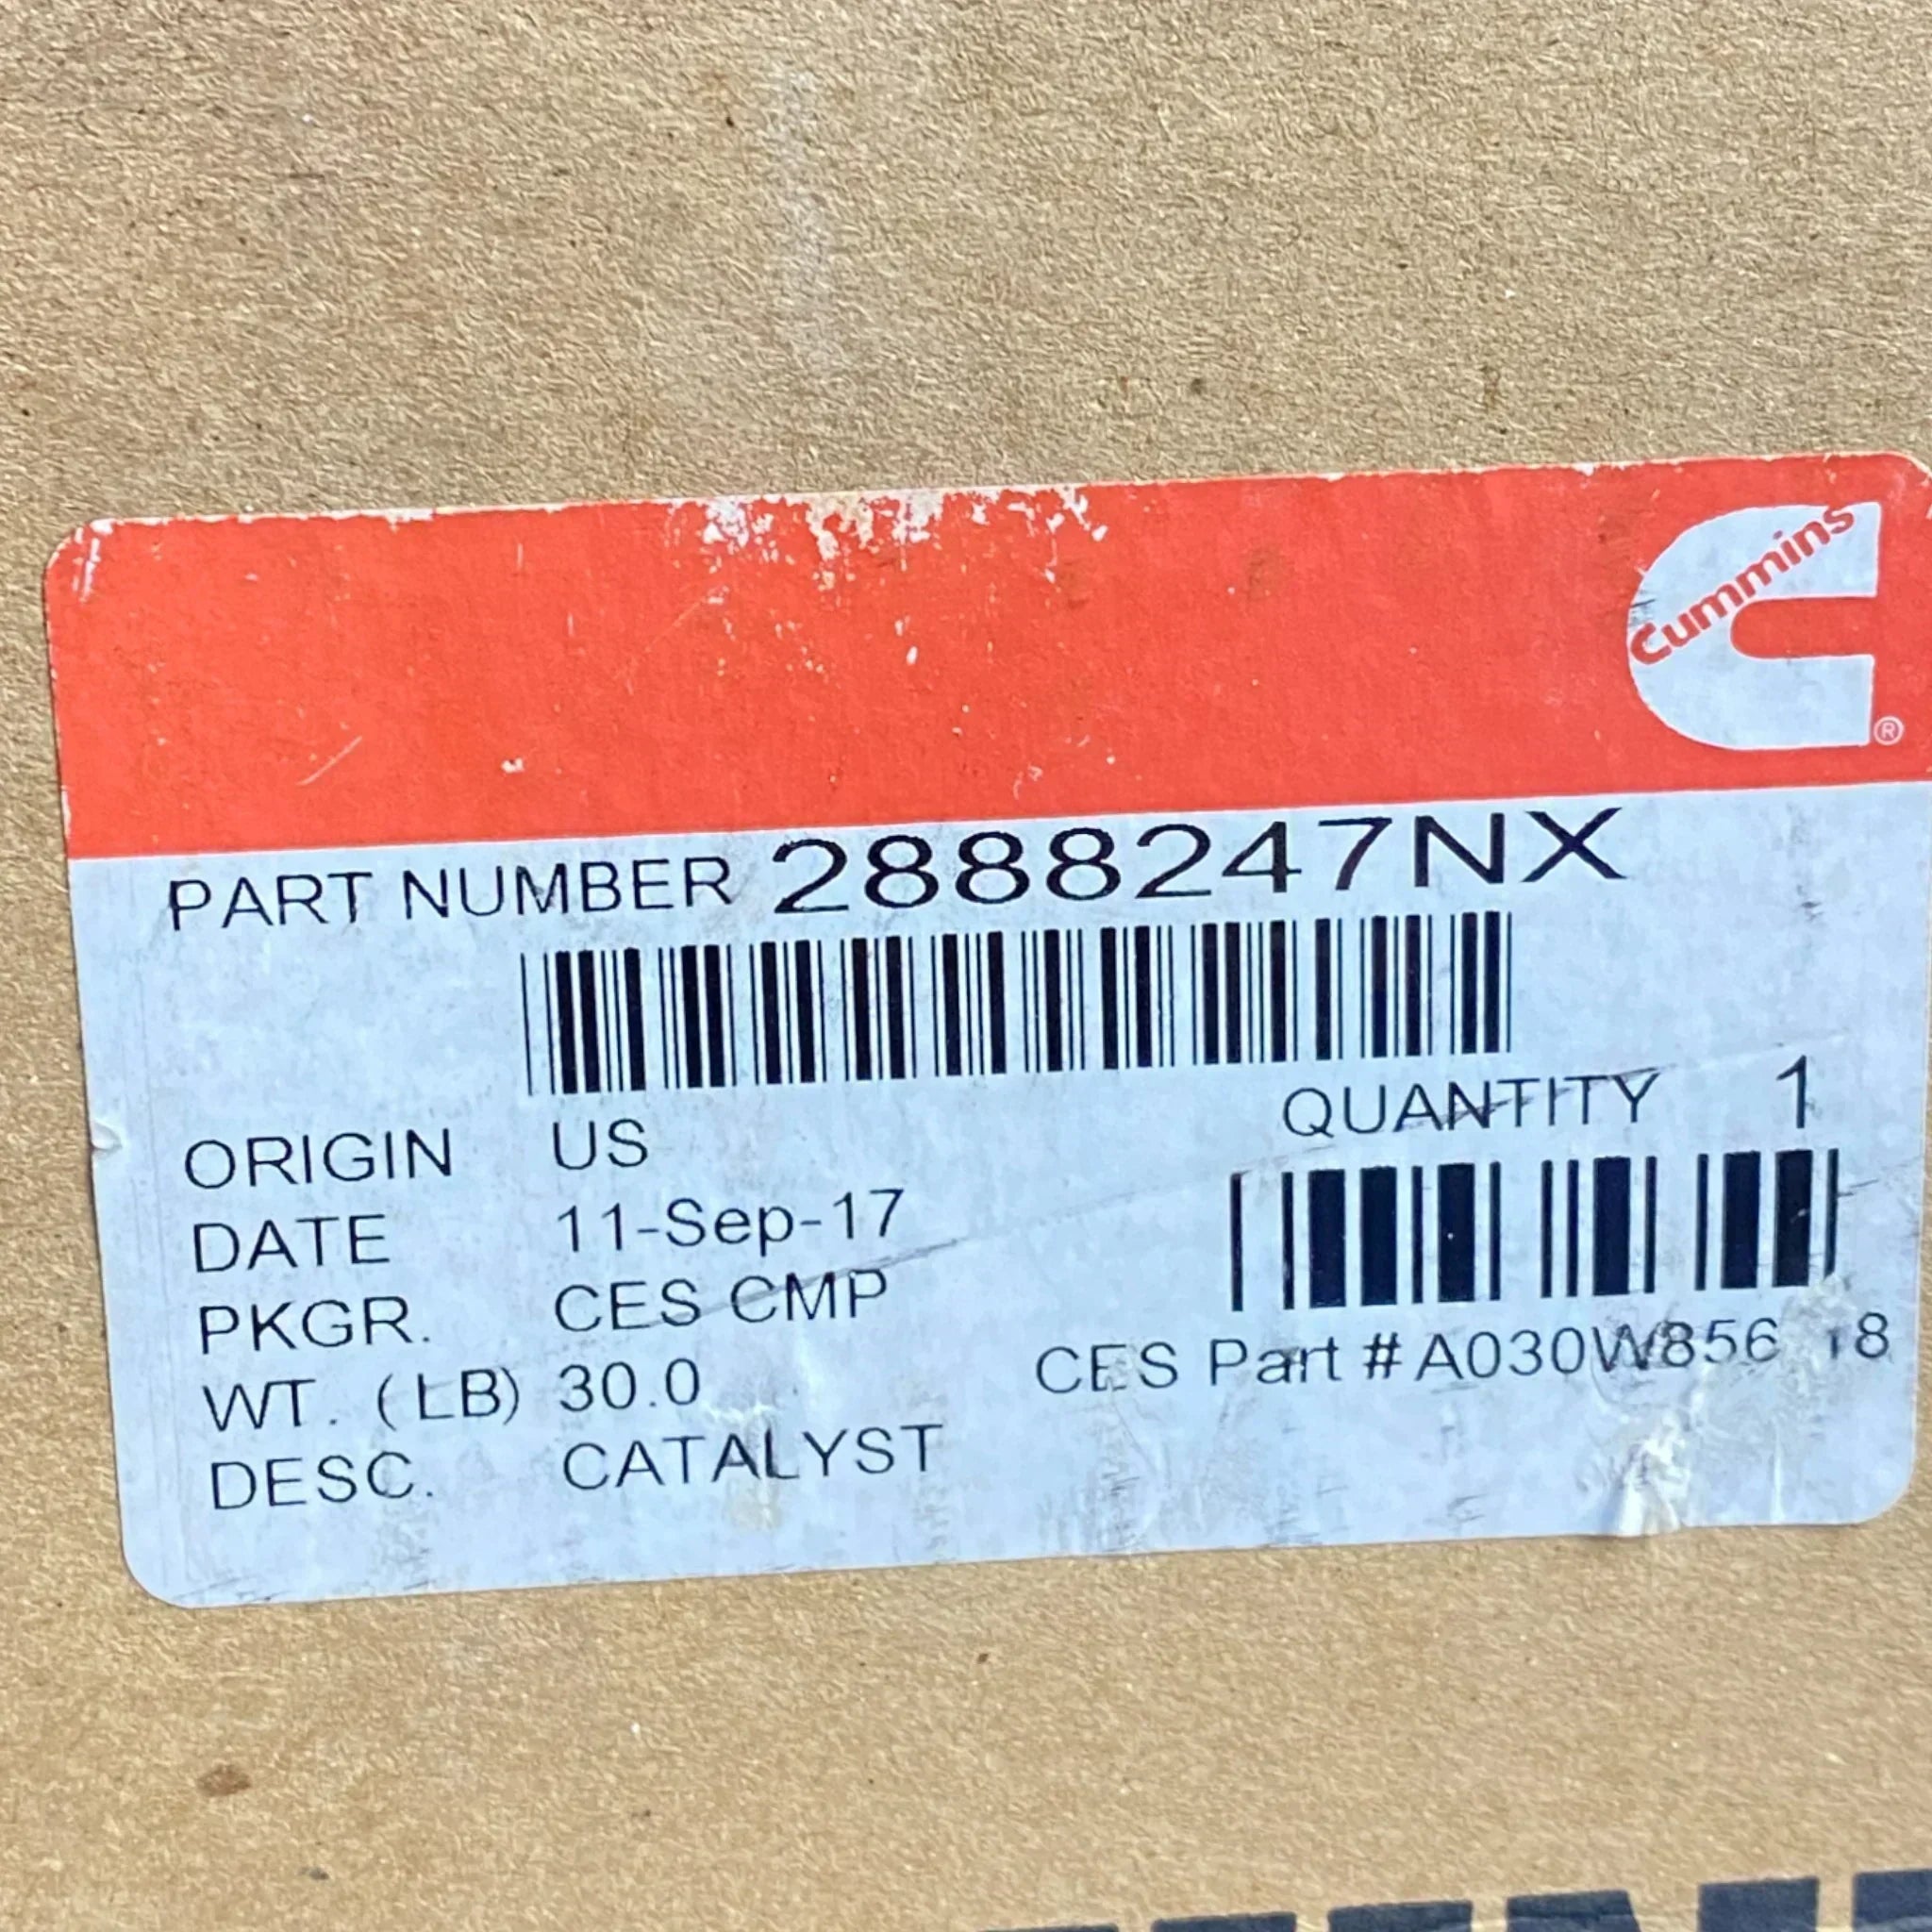 Cummins
®
PART NUMBER 2888247NX
QUANTITY 1
ORIGIN US
DATE 11-Sep-17
PKGR. CES CMP
WT. (LB) 30.0
CES Part # A030W856
DESC. CATALYST